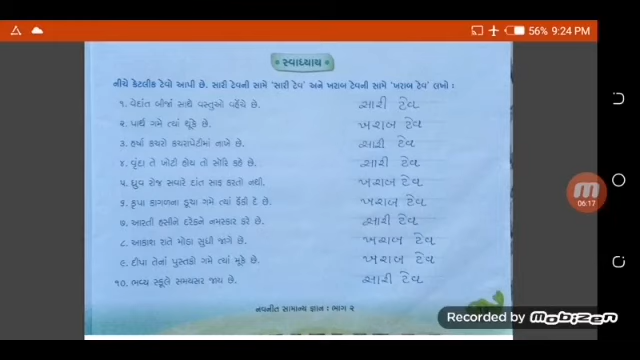 56% 9:24 PM
સ્વાધ્યાય
નીચે કેટલીક ટેવો આપી છે. સારી ટેવની સામે 'સારી ટેવ' અને ખરાબ ટેવની સામે 'ખરાબ ટેવ' લખો :
૧. વેદાંત બીજાં સાથે વસ્તુઓ વહેંચે છે. સારી ટેવ
૨. પાર્થ ગમે ત્યાં થૂંકે છે. ખરાબ ટેવ
૩. હર્ષા કચરો કચરાપેટીમાં નાખે છે. સારી ટેવ
૪. વૃંદા તે ખોટી હોય તો સૉરિ કહે છે. સારી ટેવ
૫. ધ્રુવ રોજ સવારે દાંત સાફ કરતો નથી. ખરાબ ટેવ
૬. કૃપા કાગળના ડૂચા ગમે ત્યાં ફેંકી દે છે. ખરાબ ટેવ
૭. આરતી હસીને દરેકને નમસ્કાર કરે છે. સારી ટેવ
૮. આકાશ રાતે મોડા સુધી જાગે છે. ખરાબ ટેવ
૯. દીપા તેનાં પુસ્તકો ગમે ત્યાં મૂકે છે. ખરાબ ટેવ
૧૦. ભવ્ય સ્કૂલે સમયસર જાય છે. સારી ટેવ
નવનીત સામાન્ય જ્ઞાન : ભાગ ૨
M
06:17
Recorded by Mobizen